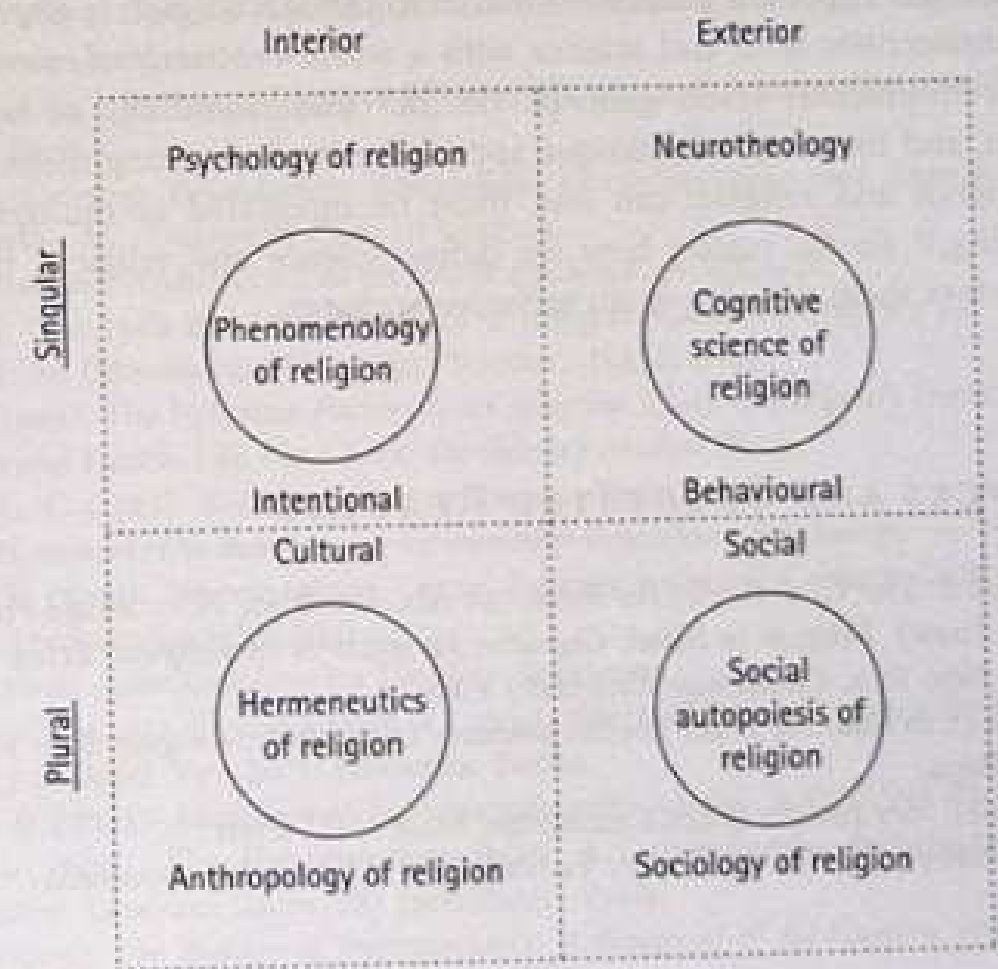 Interior
Exterior
Singular
Psychology of religion
Neurotheology
Phenomenology
of religion
Cognitive
science of
religion
Intentional
Behavioural
Plural
Cultural
Social
Hermeneutics
of religion
Social
autopoiesis of
religion
Anthropology of religion
Sociology of religion